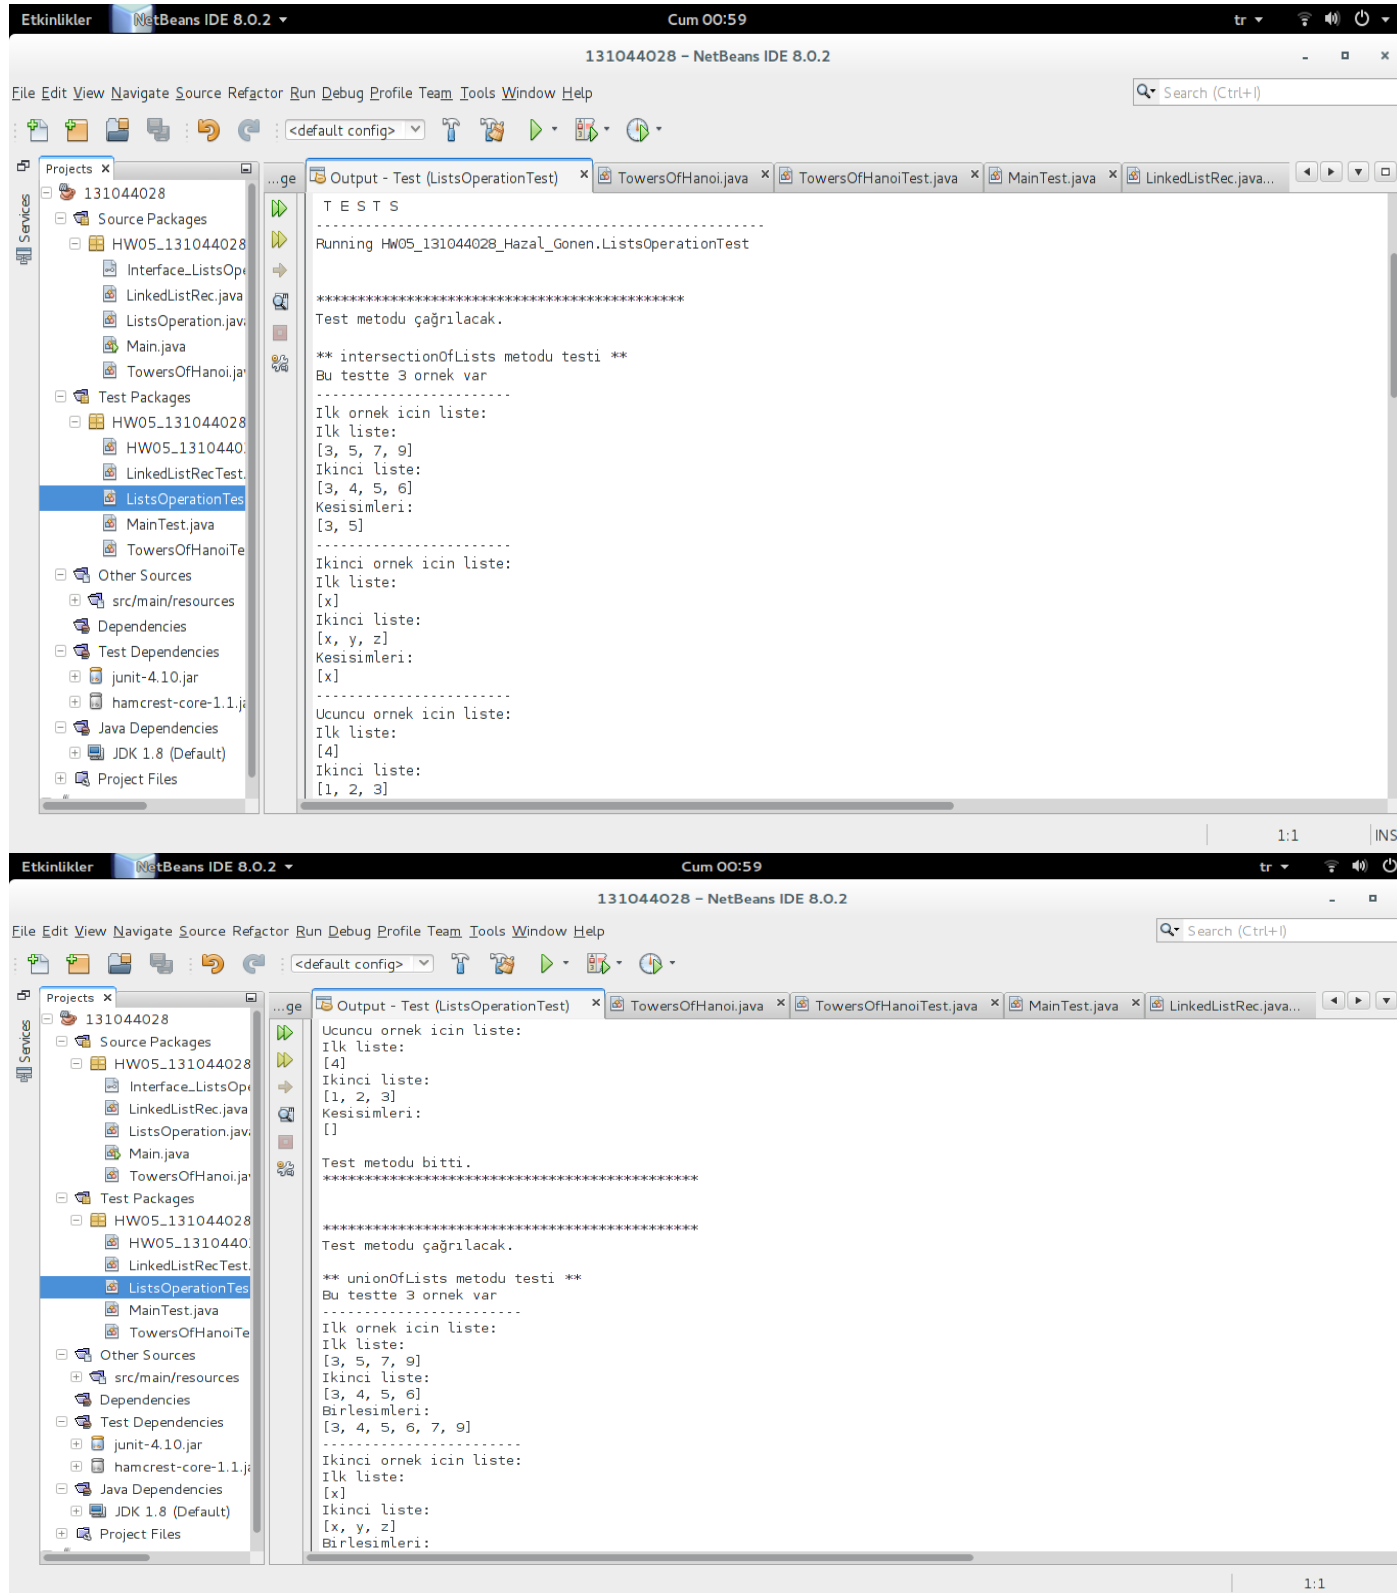 Etkinlikler NetBeans IDE 8.0.2 Cum 00:59 tr
131044028 – NetBeans IDE 8.0.2
File Edit View Navigate Source Refactor Run Debug Profile Team Tools Window Help Search (Ctrl+I)
<default config>
Projects ...ge Output - Test (ListsOperationTest) TowersOfHanoi.java TowersOfHanoiTest.java MainTest.java LinkedListRec.java...
Services
131044028
Source Packages
HW05_131044028
Interface_ListsOpe
LinkedListRec.java
ListsOperation.java
Main.java
TowersOfHanoi.ja
Test Packages
HW05_131044028
HW05_1310440
LinkedListRecTest.
ListsOperationTes
MainTest.java
TowersOfHanoiTe
Other Sources
src/main/resources
Dependencies
Test Dependencies
junit-4.10.jar
hamcrest-core-1.1.ja
Java Dependencies
JDK 1.8 (Default)
Project Files
T E S T S
-------------------------------------------------------
Running HW05_131044028_Hazal_Gonen.ListsOperationTest
*********************************************
Test metodu çağrılacak.
** intersectionOfLists metodu testi **
Bu testte 3 ornek var
------------------------
Ilk ornek icin liste:
Ilk liste:
[3, 5, 7, 9]
Ikinci liste:
[3, 4, 5, 6]
Kesisimleri:
[3, 5]
------------------------
Ikinci ornek icin liste:
Ilk liste:
[x]
Ikinci liste:
[x, y, z]
Kesisimleri:
[x]
------------------------
Ucuncu ornek icin liste:
Ilk liste:
[4]
Ikinci liste:
[1, 2, 3]
1:1 INS
Etkinlikler NetBeans IDE 8.0.2 Cum 00:59 tr
131044028 – NetBeans IDE 8.0.2
File Edit View Navigate Source Refactor Run Debug Profile Team Tools Window Help Search (Ctrl+I)
<default config>
Projects ...ge Output - Test (ListsOperationTest) TowersOfHanoi.java TowersOfHanoiTest.java MainTest.java LinkedListRec.java...
Services
131044028
Source Packages
HW05_131044028
Interface_ListsOpe
LinkedListRec.java
ListsOperation.java
Main.java
TowersOfHanoi.ja
Test Packages
HW05_131044028
HW05_1310440
LinkedListRecTest.
ListsOperationTes
MainTest.java
TowersOfHanoiTe
Other Sources
src/main/resources
Dependencies
Test Dependencies
junit-4.10.jar
hamcrest-core-1.1.ja
Java Dependencies
JDK 1.8 (Default)
Project Files
Ucuncu ornek icin liste:
Ilk liste:
[4]
Ikinci liste:
[1, 2, 3]
Kesisimleri:
[]
Test metodu bitti.
*********************************************
*********************************************
Test metodu çağrılacak.
** unionOfLists metodu testi **
Bu testte 3 ornek var
------------------------
Ilk ornek icin liste:
Ilk liste:
[3, 5, 7, 9]
Ikinci liste:
[3, 4, 5, 6]
Birlesimleri:
[3, 4, 5, 6, 7, 9]
------------------------
Ikinci ornek icin liste:
Ilk liste:
[x]
Ikinci liste:
[x, y, z]
Birlesimleri:
1:1